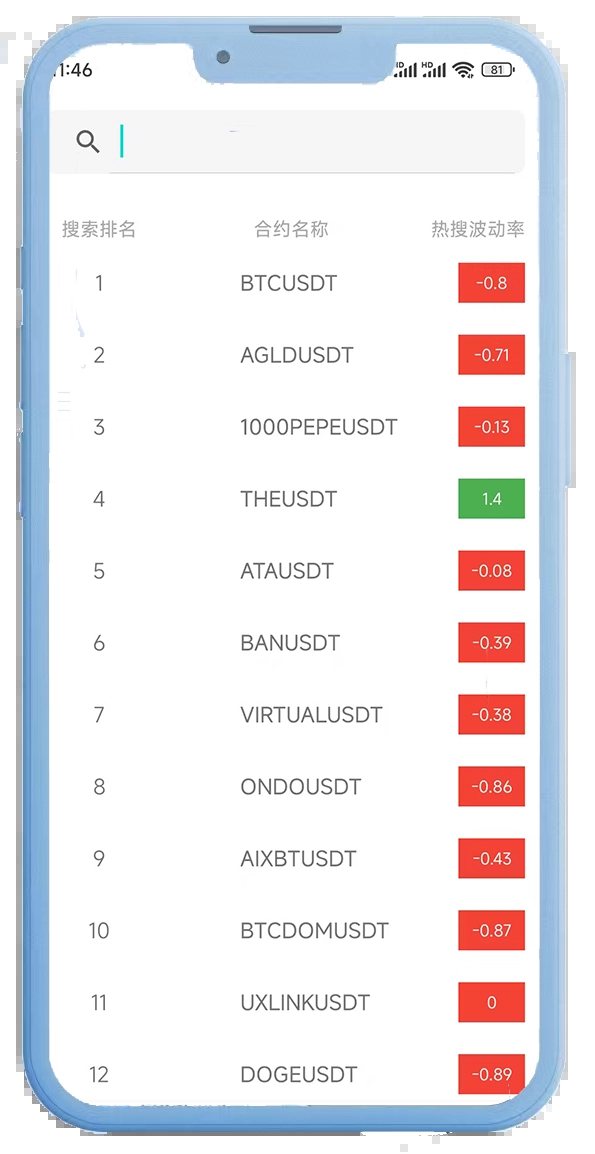 1:46 HD HD 81
搜索排名 合约名称 热搜波动率
1 BTCUSDT -0.8
2 AGLDUSDT -0.71
3 1000PEPEUSDT -0.13
4 THEUSDT 1.4
5 ATAUSDT -0.08
6 BANUSDT -0.39
7 VIRTUALUSDT -0.38
8 ONDOUSDT -0.86
9 AIXBTUSDT -0.43
10 BTCDOMUSDT -0.87
11 UXLINKUSDT 0
12 DOGEUSDT -0.89